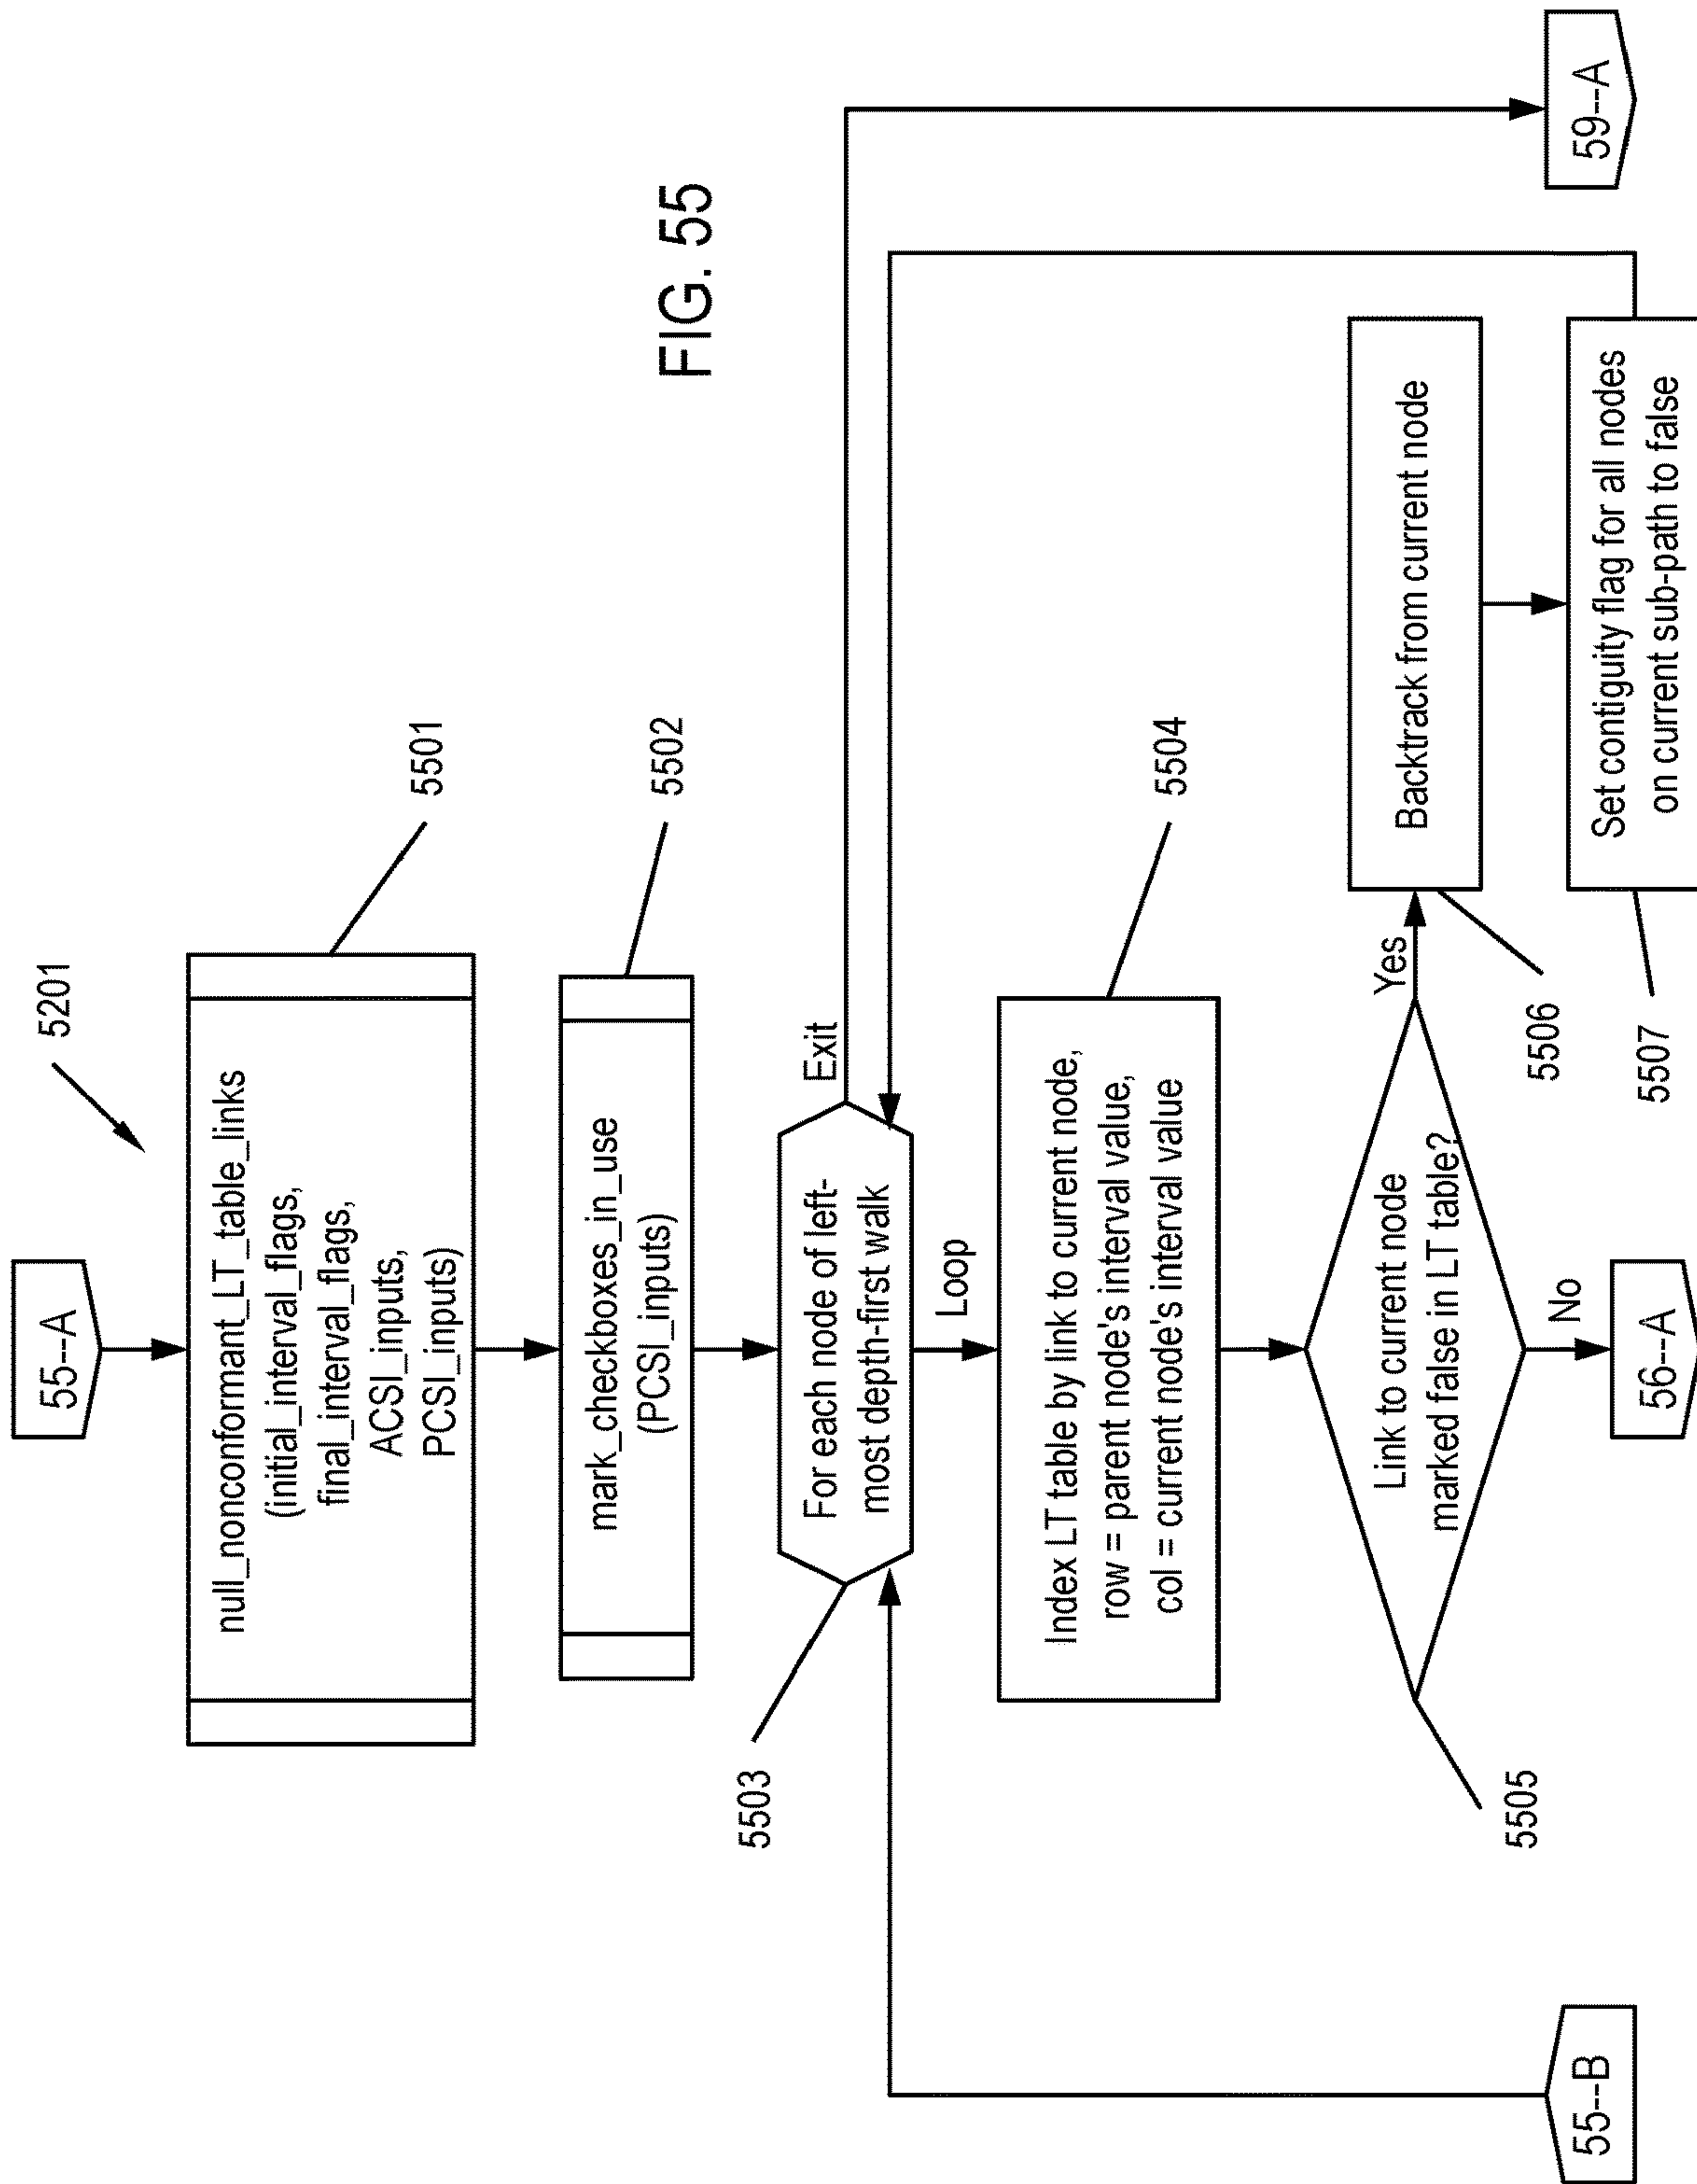 55--A
5201
null_nonconformant_LT_table_links
(initial_interval_flags,
final_interval_flags,
ACSI_inputs,
PCSI_inputs)
5501
mark_checkboxes_in_use
(PCSI_inputs)
5502
FIG. 55
5503
For each node of left-
most depth-first walk
Exit
Loop
Index LT table by link to current node,
row = parent node's interval value,
col = current node's interval value
5504
Link to current node
marked false in LT table?
5505
Yes
No
Backtrack from current node
5506
Set contiguity flag for all nodes
on current sub-path to false
5507
55--B
56--A
59--A